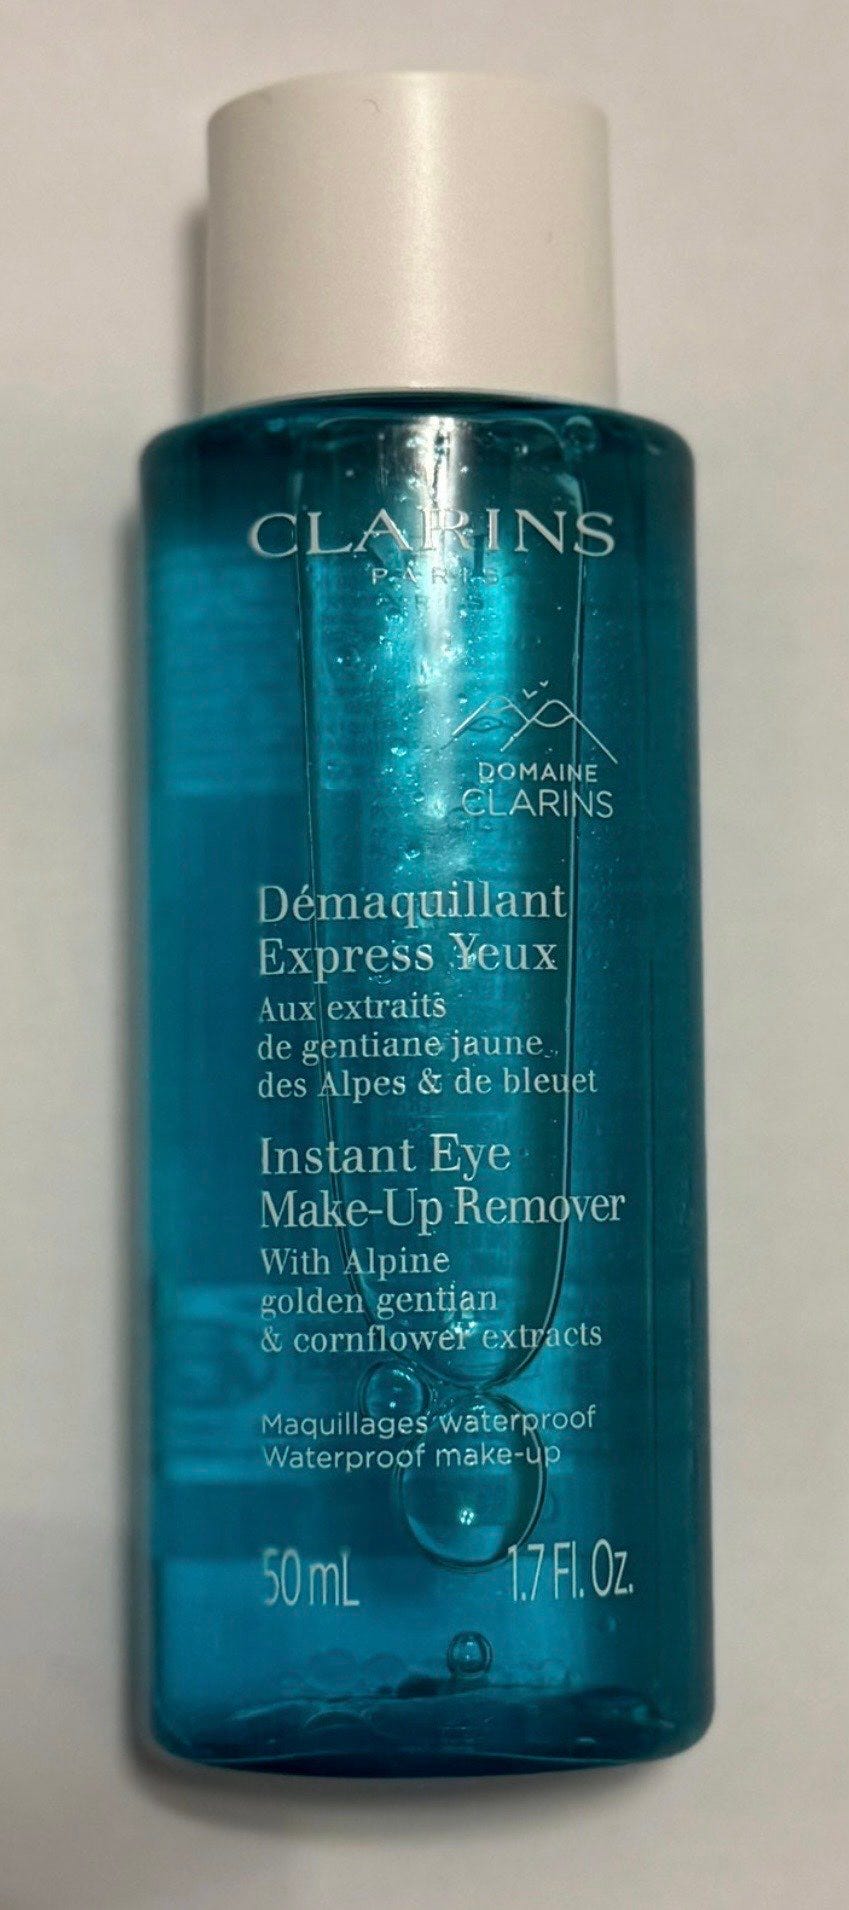 CLARINS
PARIS
DOMAINE
CLARINS
Démaquillant
Express Yeux
Aux extraits
de gentiane jaune
des Alpes & de bleuet
Instant Eye
Make-Up Remover
With Alpine
golden gentian
& cornflower extracts
Maquillages waterproof
Waterproof make-up
50 mL 1.7 Fl. Oz.